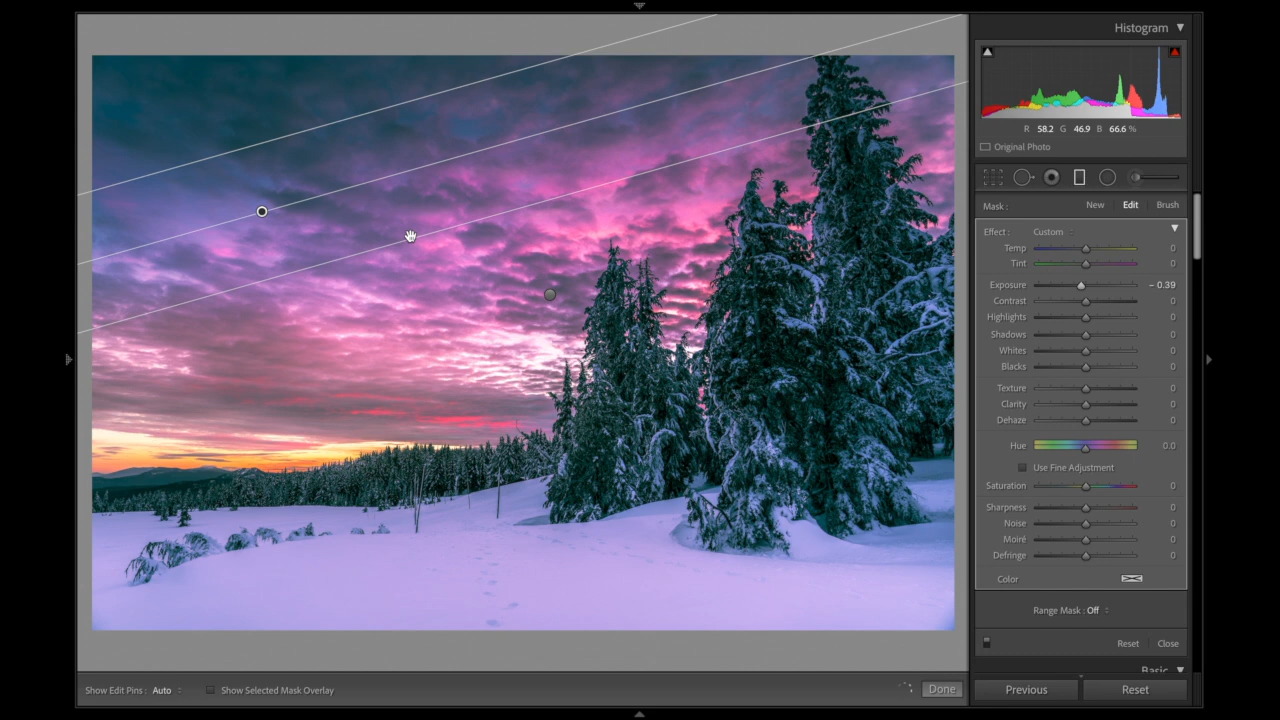 Histogram
R 58.2 G 46.9 B 66.6 %
Original Photo
Mask : New Edit Brush
Effect : Custom
Temp 0
Tint 0
Exposure – 0.39
Contrast 0
Highlights 0
Shadows 0
Whites 0
Blacks 0
Texture 0
Clarity 0
Dehaze 0
Hue 0.0
Use Fine Adjustment
Saturation 0
Sharpness 0
Noise 0
Moiré 0
Defringe 0
Color
Range Mask : Off
Reset Close
Basic
Show Edit Pins : Auto Show Selected Mask Overlay Done Previous Reset